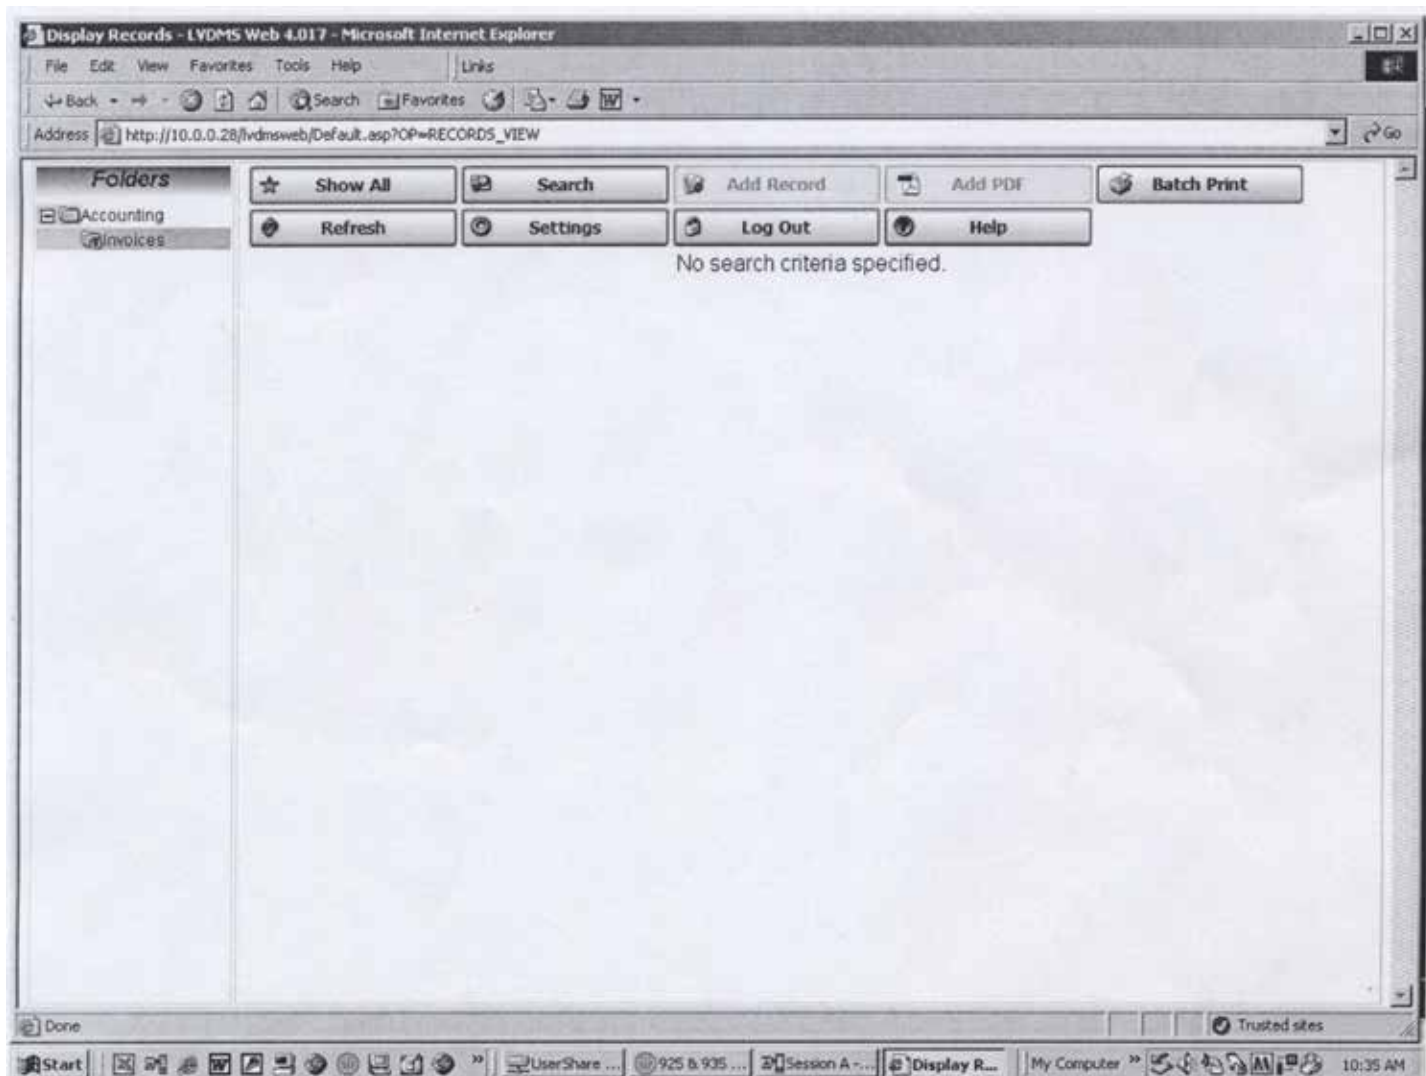 Display Records - LVDMS Web 4.017 - Microsoft Internet Explorer
File Edit View Favorites Tools Help Links
Back Search Favorites
Address http://10.0.0.28/lvdmsweb/Default.asp?OP=RECORDS_VIEW Go
Folders
Show All Search Add Record Add PDF Batch Print
Accounting
Invoices
Refresh Settings Log Out Help
No search criteria specified.
Done Trusted sites
Start UserShare ... 925 & 935 ... Session A -... Display R... My Computer » 10:35 AM